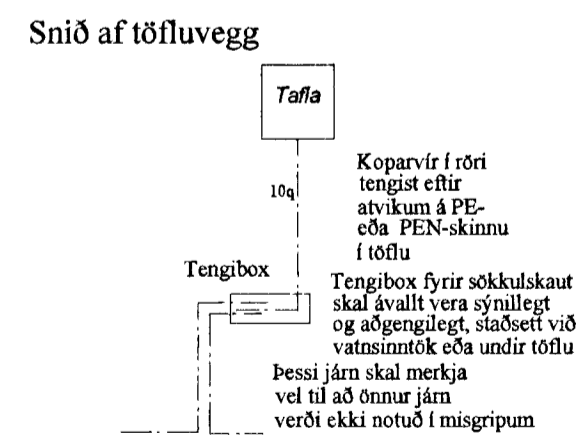 Snið af töfluvegg
Tafla
10q
Koparvír í röri
tengist eftir
atvikum á PE-
eða PEN-skinnu
í töflu
Tengibox
Tengibox fyrir sökkulskaut
skal ávallt vera sýnillegt
og aðgengilegt, staðsett við
vatnsinntök eða undir töflu
Þessi járn skal merkja
vel til að önnur járn
verði ekki notuð í misgripum